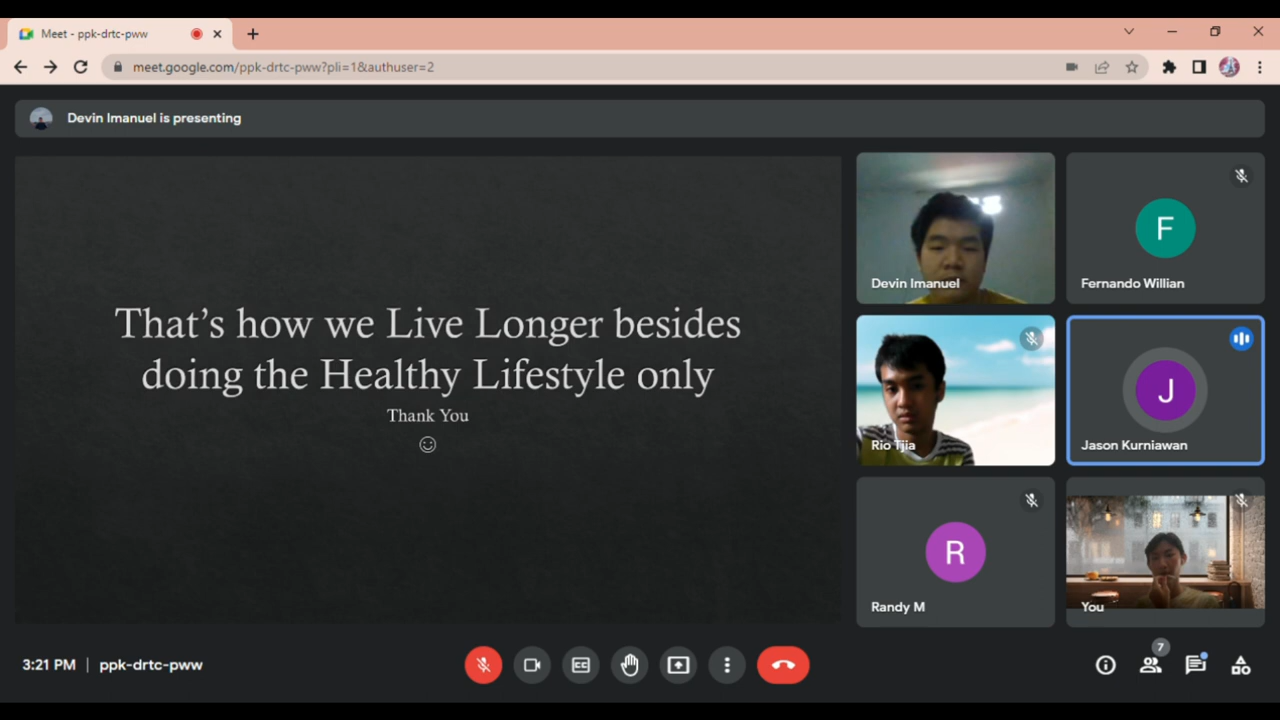 Meet - ppk-drtc-pww
meet.google.com/ppk-drtc-pww?pli=1&authuser=2
Devin Imanuel is presenting
That's how we Live Longer besides
doing the Healthy Lifestyle only
Thank You
☺
Devin Imanuel
F
Fernando Willian
Rio Tjia
J
Jason Kurniawan
R
Randy M
You
3:21 PM | ppk-drtc-pww
CC
7